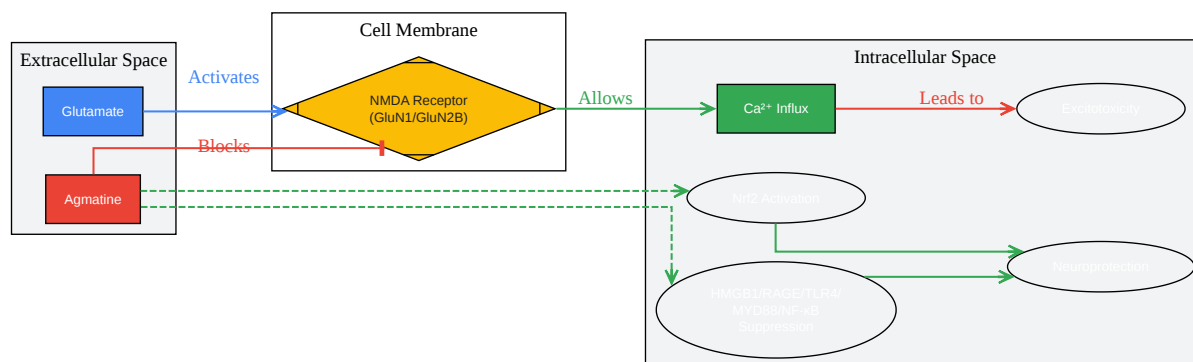 Extracellular Space
Glutamate
Agmatine
Activates
Blocks
Cell Membrane
NMDA Receptor
(GluN1/GluN2B)
Allows
Intracellular Space
Ca²⁺ Influx
Leads to
Excitotoxicity
Nrf2 Activation
HMGB1/RAGE/TLR4/
MYD88/NF-κB
Suppression
Neuroprotection